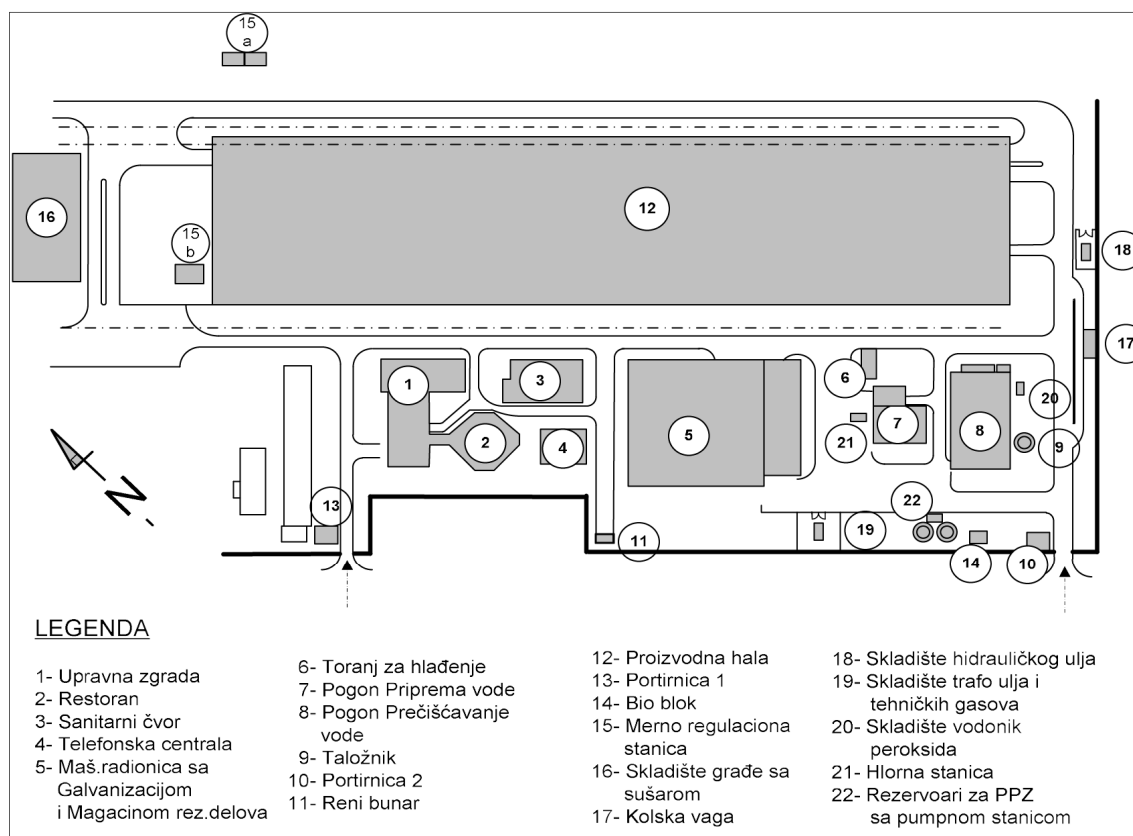 15
a
16
12
15
b
18
17
1
3
6
20
2
4
5
21
7
8
9
N
13
22
11
19
14
10
LEGENDA
1- Upravna zgrada
2- Restoran
3- Sanitarni čvor
4- Telefonska centrala
5- Maš.radionica sa
Galvanizacijom
i Magacinom rez.delova
6- Toranj za hlađenje
7- Pogon Priprema vode
8- Pogon Prečišćavanje
vode
9- Taložnik
10- Portirnica 2
11- Reni bunar
12- Proizvodna hala
13- Portirnica 1
14- Bio blok
15- Merno regulaciona
stanica
16- Skladište građe sa
sušarom
17- Kolska vaga
18- Skladište hidrauličkog ulja
19- Skladište trafo ulja i
tehničkih gasova
20- Skladište vodonik
peroksida
21- Hlorna stanica
22- Rezervoari za PPZ
sa pumpnom stanicom